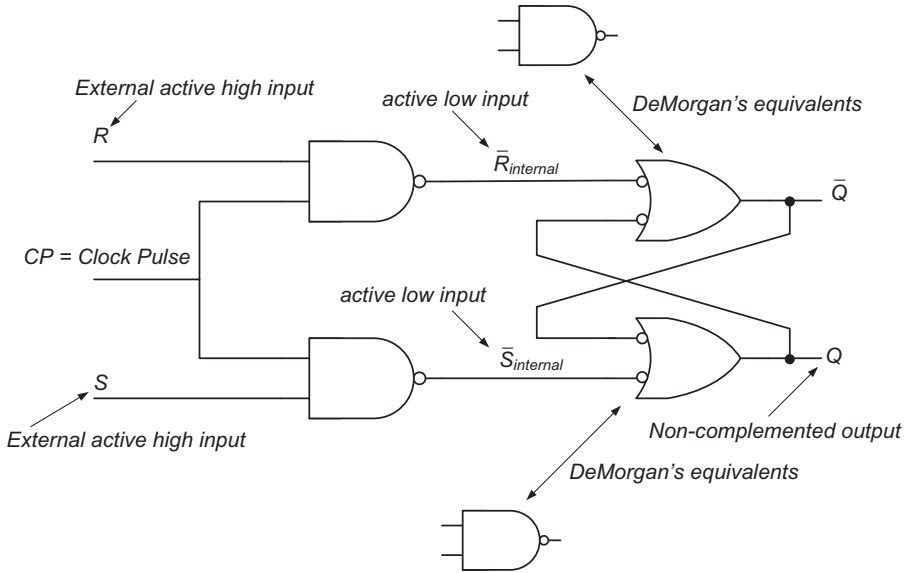 External active high input
DeMorgan's equivalents
active low input
R
R̄internal
Q̄
CP = Clock Pulse
active low input
S
S̄internal
Q
External active high input
Non-complemented output
DeMorgan's equivalents